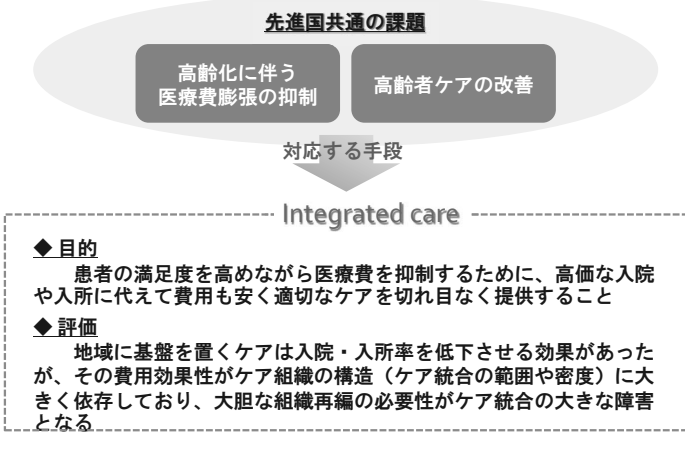 先進国共通の課題
高齢化に伴う
医療費膨張の抑制
高齢者ケアの改善
対応する手段
Integrated care
◆目的
患者の満足度を高めながら医療費を抑制するために、高価な入院
や入所に代えて費用も安く適切なケアを切れ目なく提供すること
◆評価
地域に基盤を置くケアは入院・入所率を低下させる効果があった
が、その費用効果性がケア組織の構造（ケア統合の範囲や密度）に大
きく依存しており、大胆な組織再編の必要性がケア統合の大きな障害
となる